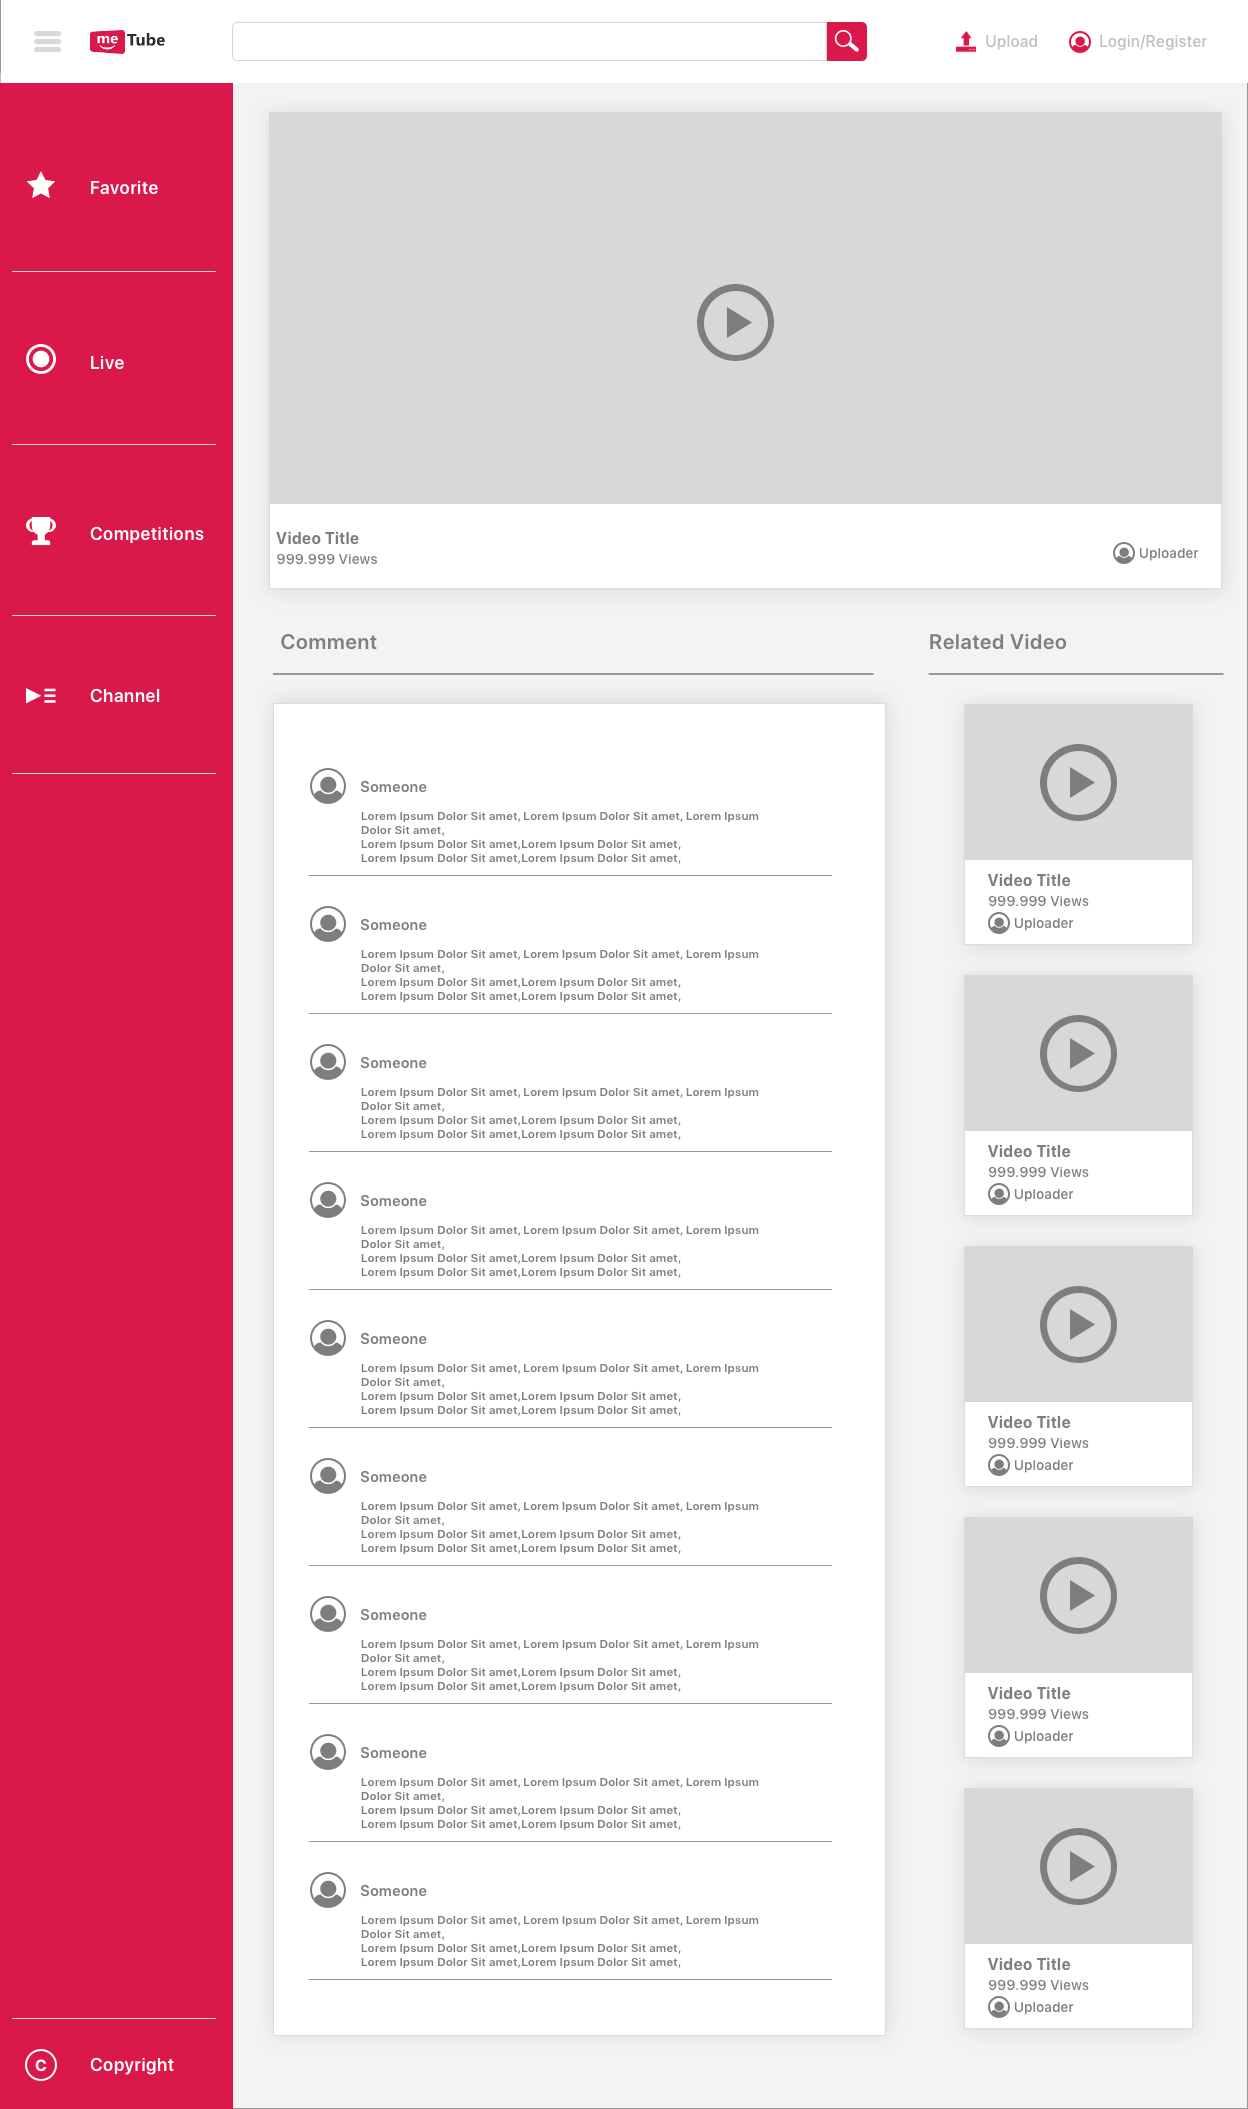 me Tube
Upload
Login/Register
Favorite
Live
Competitions
Channel
Copyright
Video Title
999.999 Views
Uploader
Comment
Someone
Lorem Ipsum Dolor Sit amet, Lorem Ipsum Dolor Sit amet, Lorem Ipsum
Dolor Sit amet,
Lorem Ipsum Dolor Sit amet,Lorem Ipsum Dolor Sit amet,
Lorem Ipsum Dolor Sit amet,Lorem Ipsum Dolor Sit amet,
Someone
Lorem Ipsum Dolor Sit amet, Lorem Ipsum Dolor Sit amet, Lorem Ipsum
Dolor Sit amet,
Lorem Ipsum Dolor Sit amet,Lorem Ipsum Dolor Sit amet,
Lorem Ipsum Dolor Sit amet,Lorem Ipsum Dolor Sit amet,
Someone
Lorem Ipsum Dolor Sit amet, Lorem Ipsum Dolor Sit amet, Lorem Ipsum
Dolor Sit amet,
Lorem Ipsum Dolor Sit amet,Lorem Ipsum Dolor Sit amet,
Lorem Ipsum Dolor Sit amet,Lorem Ipsum Dolor Sit amet,
Someone
Lorem Ipsum Dolor Sit amet, Lorem Ipsum Dolor Sit amet, Lorem Ipsum
Dolor Sit amet,
Lorem Ipsum Dolor Sit amet,Lorem Ipsum Dolor Sit amet,
Lorem Ipsum Dolor Sit amet,Lorem Ipsum Dolor Sit amet,
Someone
Lorem Ipsum Dolor Sit amet, Lorem Ipsum Dolor Sit amet, Lorem Ipsum
Dolor Sit amet,
Lorem Ipsum Dolor Sit amet,Lorem Ipsum Dolor Sit amet,
Lorem Ipsum Dolor Sit amet,Lorem Ipsum Dolor Sit amet,
Someone
Lorem Ipsum Dolor Sit amet, Lorem Ipsum Dolor Sit amet, Lorem Ipsum
Dolor Sit amet,
Lorem Ipsum Dolor Sit amet,Lorem Ipsum Dolor Sit amet,
Lorem Ipsum Dolor Sit amet,Lorem Ipsum Dolor Sit amet,
Someone
Lorem Ipsum Dolor Sit amet, Lorem Ipsum Dolor Sit amet, Lorem Ipsum
Dolor Sit amet,
Lorem Ipsum Dolor Sit amet,Lorem Ipsum Dolor Sit amet,
Lorem Ipsum Dolor Sit amet,Lorem Ipsum Dolor Sit amet,
Someone
Lorem Ipsum Dolor Sit amet, Lorem Ipsum Dolor Sit amet, Lorem Ipsum
Dolor Sit amet,
Lorem Ipsum Dolor Sit amet,Lorem Ipsum Dolor Sit amet,
Lorem Ipsum Dolor Sit amet,Lorem Ipsum Dolor Sit amet,
Someone
Lorem Ipsum Dolor Sit amet, Lorem Ipsum Dolor Sit amet, Lorem Ipsum
Dolor Sit amet,
Lorem Ipsum Dolor Sit amet,Lorem Ipsum Dolor Sit amet,
Lorem Ipsum Dolor Sit amet,Lorem Ipsum Dolor Sit amet,
Related Video
Video Title
999.999 Views
Uploader
Video Title
999.999 Views
Uploader
Video Title
999.999 Views
Uploader
Video Title
999.999 Views
Uploader
Video Title
999.999 Views
Uploader